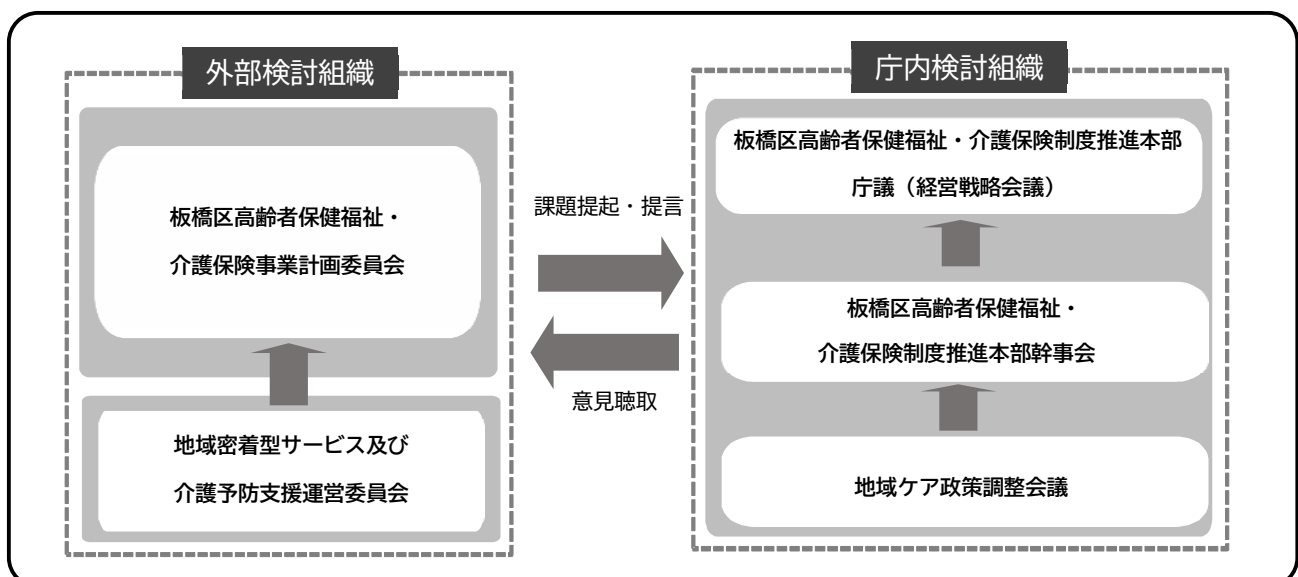 外部検討組織
板橋区高齢者保健福祉・
介護保険事業計画委員会
地域密着型サービス及び
介護予防支援運営委員会
課題提起・提言
意見聴取
庁内検討組織
板橋区高齢者保健福祉・介護保険制度推進本部
庁議（経営戦略会議）
板橋区高齢者保健福祉・
介護保険制度推進本部幹事会
地域ケア政策調整会議